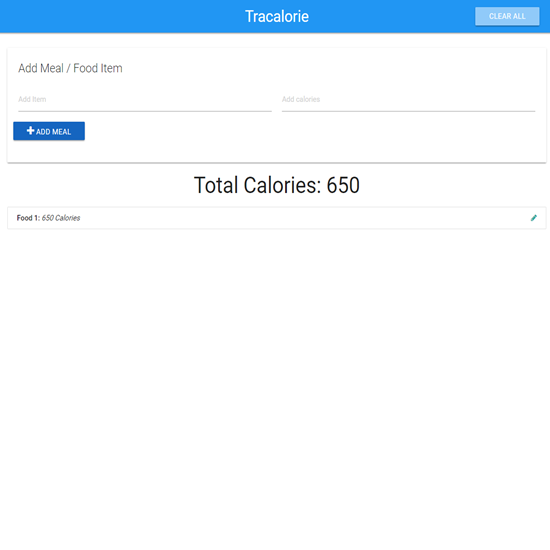 Tracalorie
CLEAR ALL
Add Meal / Food Item
Add Item
Add calories
ADD MEAL
Total Calories: 650
Food 1: 650 Calories